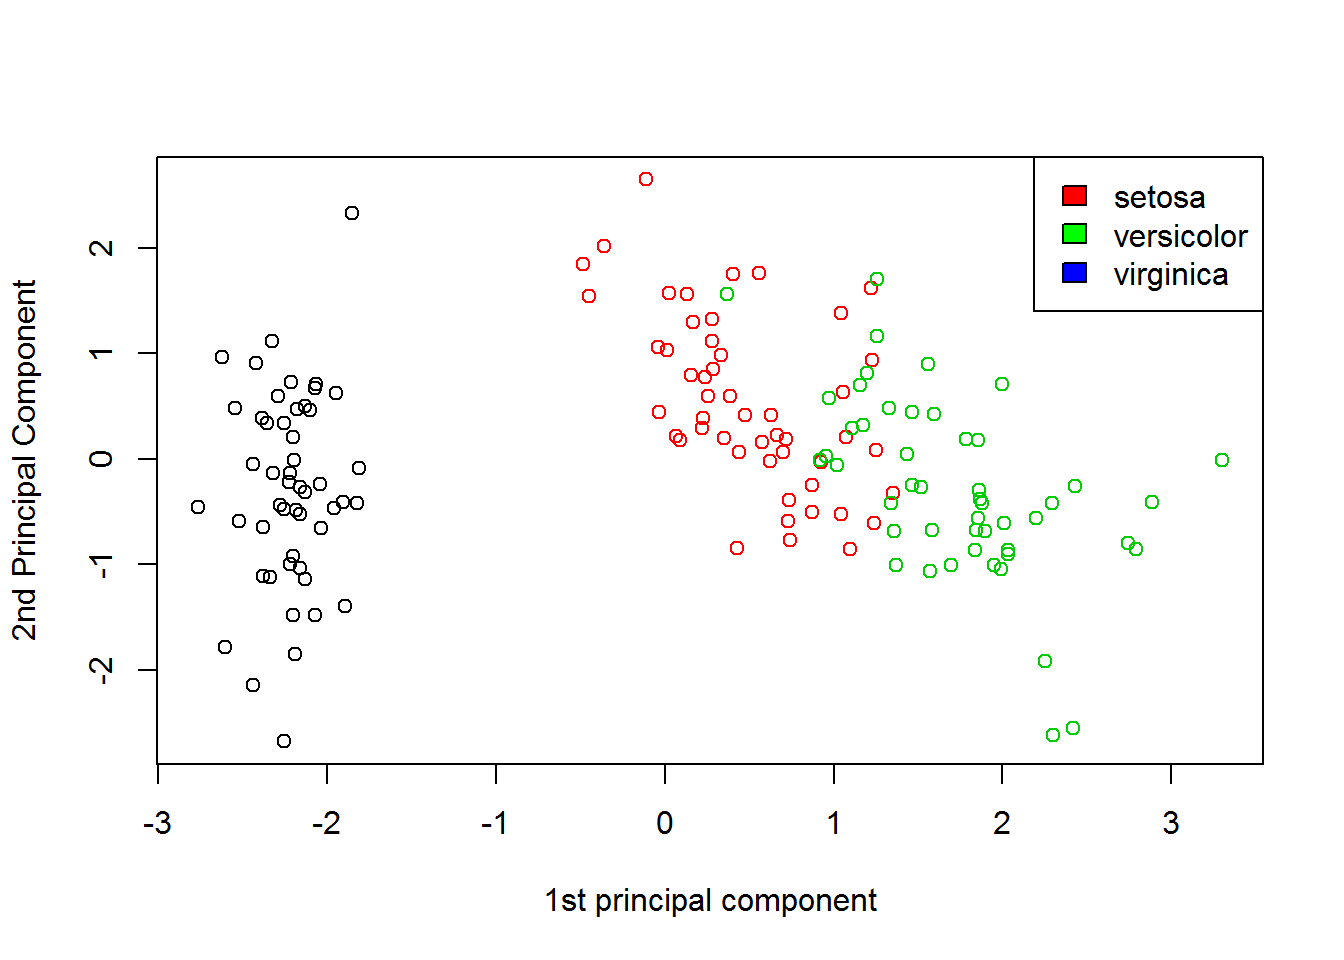 setosa
versicolor
virginica
2
1
0
-1
-2
2nd Principal Component
-3 -2 -1 0 1 2 3
1st principal component